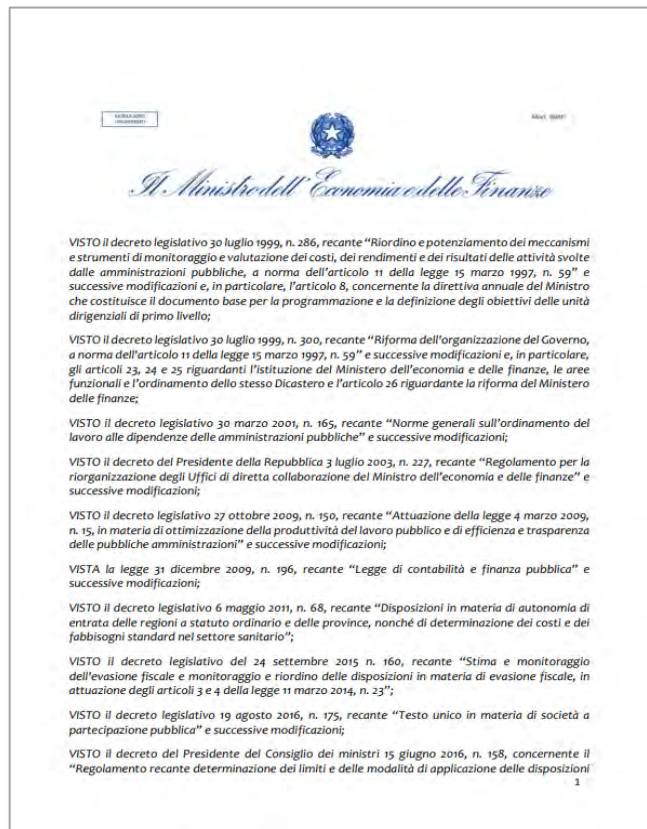 Il Ministro dell'Economia e delle Finanze
VISTO il decreto legislativo 30 luglio 1999, n. 286, recante “Riordino e potenziamento dei meccanismi
e strumenti di monitoraggio e valutazione dei costi, dei rendimenti e dei risultati delle attività svolte
dalle amministrazioni pubbliche, a norma dell’articolo 11 della legge 15 marzo 1997, n. 59” e
successive modificazioni e, in particolare, l’articolo 8, concernente la direttiva annuale del Ministro
che costituisce il documento base per la programmazione e la definizione degli obiettivi delle unità
dirigenziali di primo livello;
VISTO il decreto legislativo 30 luglio 1999, n. 300, recante “Riforma dell’organizzazione del Governo,
a norma dell’articolo 11 della legge 15 marzo 1997, n. 59” e successive modificazioni e, in particolare,
gli articoli 23, 24 e 25 riguardanti l’istituzione del Ministero dell’economia e delle finanze, le aree
funzionali e l’ordinamento dello stesso Dicastero e l’articolo 26 riguardante la riforma del Ministero
delle finanze;
VISTO il decreto legislativo 30 marzo 2001, n. 165, recante “Norme generali sull’ordinamento del
lavoro alle dipendenze delle amministrazioni pubbliche” e successive modificazioni;
VISTO il decreto del Presidente della Repubblica 3 luglio 2003, n. 227, recante “Regolamento per la
riorganizzazione degli Uffici di diretta collaborazione del Ministro dell’economia e delle finanze” e
successive modificazioni;
VISTO il decreto legislativo 27 ottobre 2009, n. 150, recante “Attuazione della legge 4 marzo 2009,
n. 15, in materia di ottimizzazione della produttività del lavoro pubblico e di efficienza e trasparenza
delle pubbliche amministrazioni” e successive modificazioni;
VISTA la legge 31 dicembre 2009, n. 196, recante “Legge di contabilità e finanza pubblica” e
successive modificazioni;
VISTO il decreto legislativo 6 maggio 2011, n. 68, recante “Disposizioni in materia di autonomia di
entrata delle regioni a statuto ordinario e delle province, nonché di determinazione dei costi e dei
fabbisogni standard nel settore sanitario”;
VISTO il decreto legislativo del 24 settembre 2015 n. 160, recante “Stima e monitoraggio
dell’evasione fiscale e monitoraggio e riordino delle disposizioni in materia di evasione fiscale, in
attuazione degli articoli 3 e 4 della legge 11 marzo 2014, n. 23”;
VISTO il decreto legislativo 19 agosto 2016, n. 175, recante “Testo unico in materia di società a
partecipazione pubblica” e successive modificazioni;
VISTO il decreto del Presidente del Consiglio dei ministri 15 giugno 2016, n. 158, concernente il
“Regolamento recante determinazione dei limiti e delle modalità di applicazione delle disposizioni
1